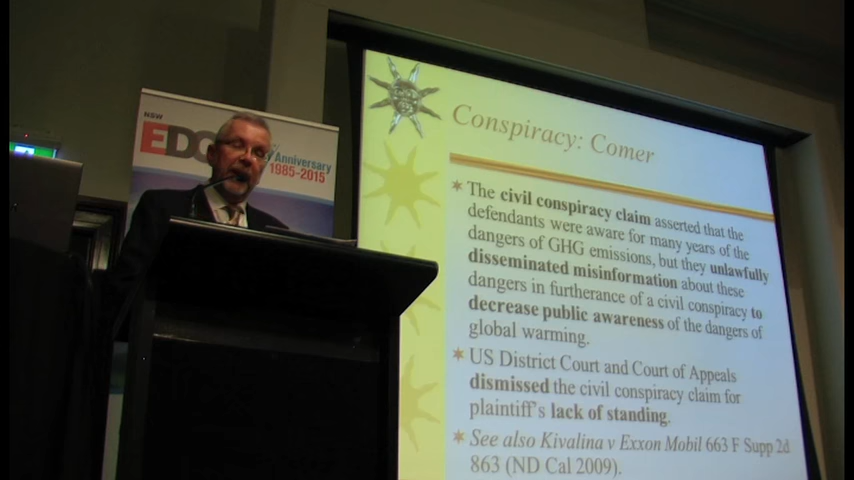 NSW
EDO
Anniversary
1985-2015
Conspiracy: Comer
The civil conspiracy claim asserted that the
defendants were aware for many years of the
dangers of GHG emissions, but they unlawfully
disseminated misinformation about these
dangers in furtherance of a civil conspiracy to
decrease public awareness of the dangers of
global warming.
US District Court and Court of Appeals
dismissed the civil conspiracy claim for
plaintiff's lack of standing.
See also Kivalina v Exxon Mobil 663 F Supp 2d
863 (ND Cal 2009).